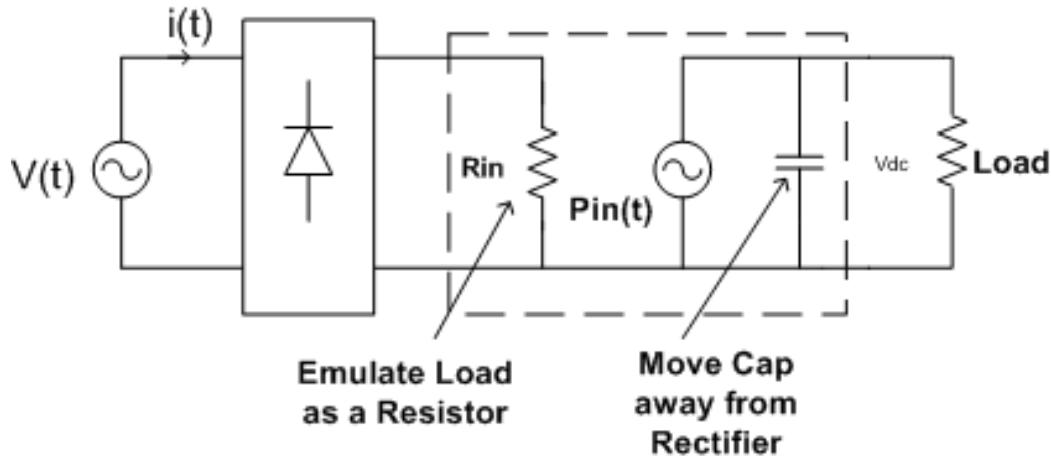 i(t)
V(t)
Rin
Pin(t)
Vdc
Load
Emulate Load
as a Resistor
Move Cap
away from
Rectifier